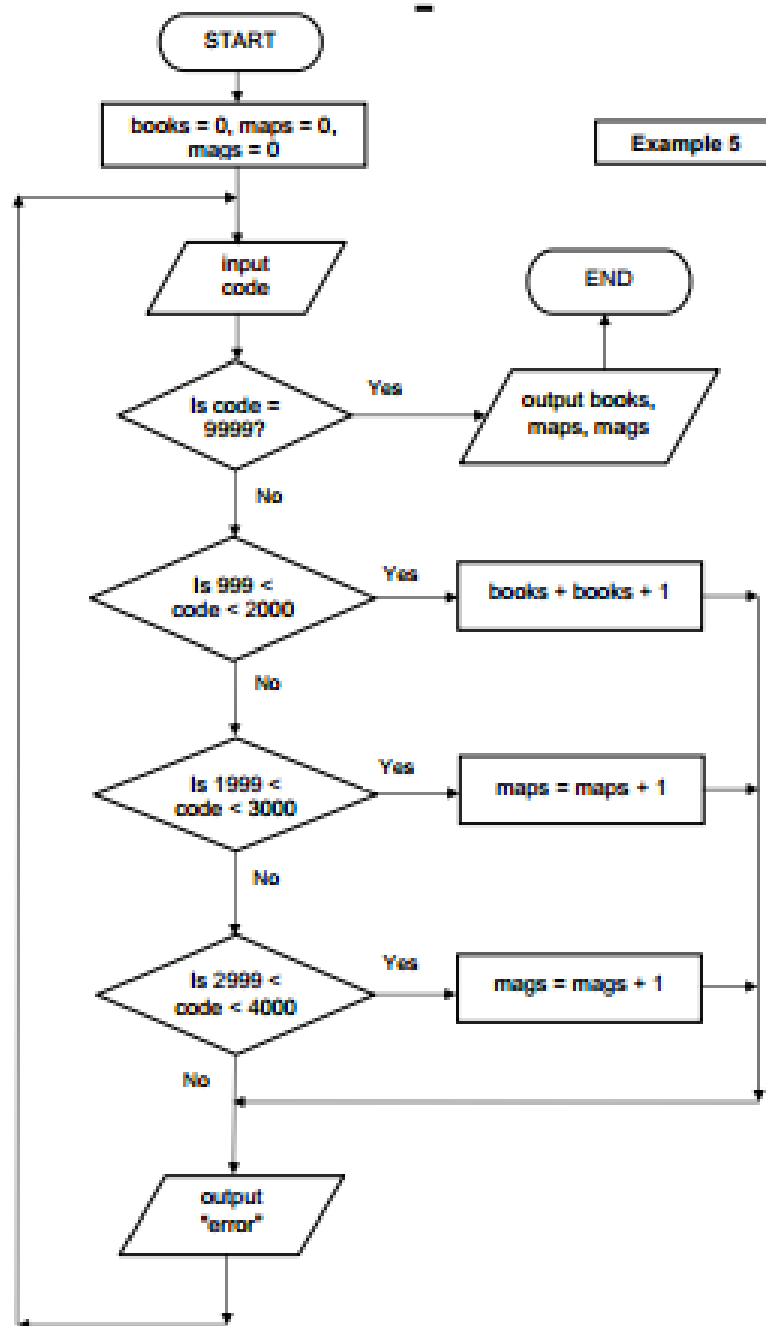 START
books = 0, maps = 0,
mags = 0
Example 5
input
code
END
Is code =
9999?
Yes
output books,
maps, mags
No
Is 999 <
code < 2000
Yes
books + books + 1
No
Is 1999 <
code < 3000
Yes
maps = maps + 1
No
Is 2999 <
code < 4000
Yes
mags = mags + 1
No
output
"error"